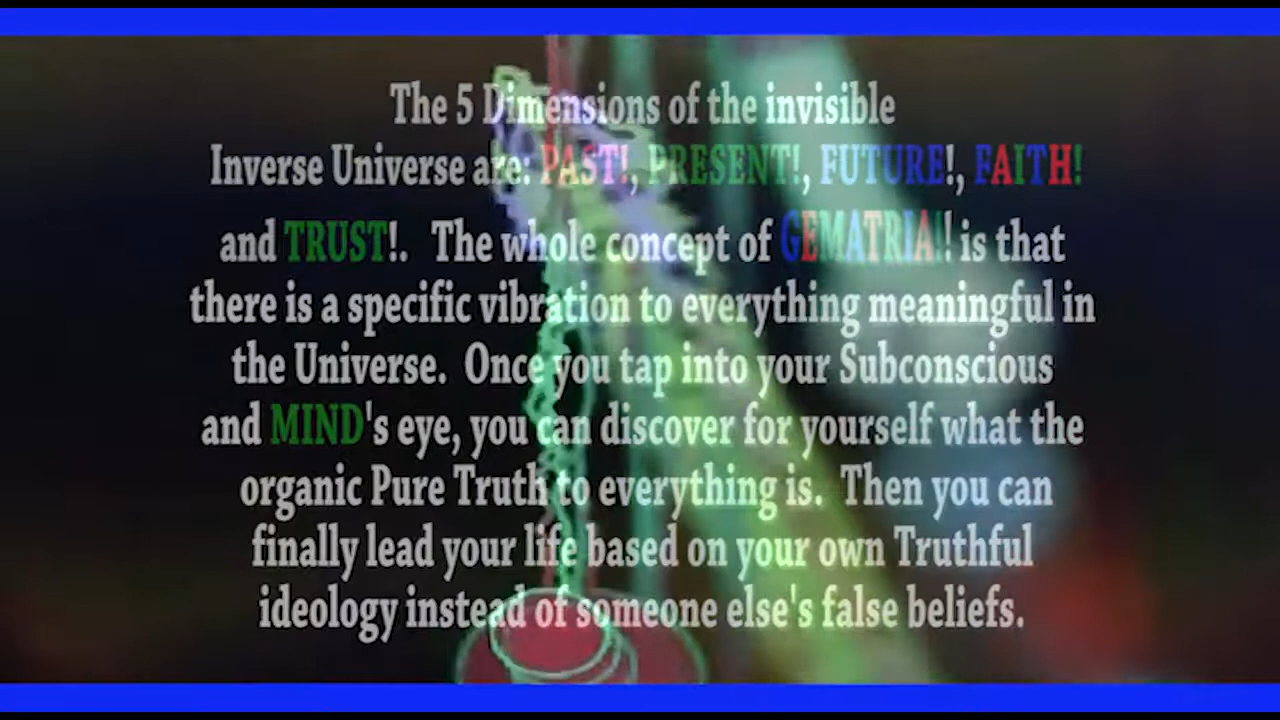 The 5 Dimensions of the invisible
Inverse Universe are: PAST!, PRESENT!, FUTURE!, FAITH!
and TRUST!.  The whole concept of GEMATRIA!! is that
there is a specific vibration to everything meaningful in
the Universe.  Once you tap into your Subconscious
and MIND's eye, you can discover for yourself what the
organic Pure Truth to everything is.  Then you can
finally lead your life based on your own Truthful
ideology instead of someone else's false beliefs.